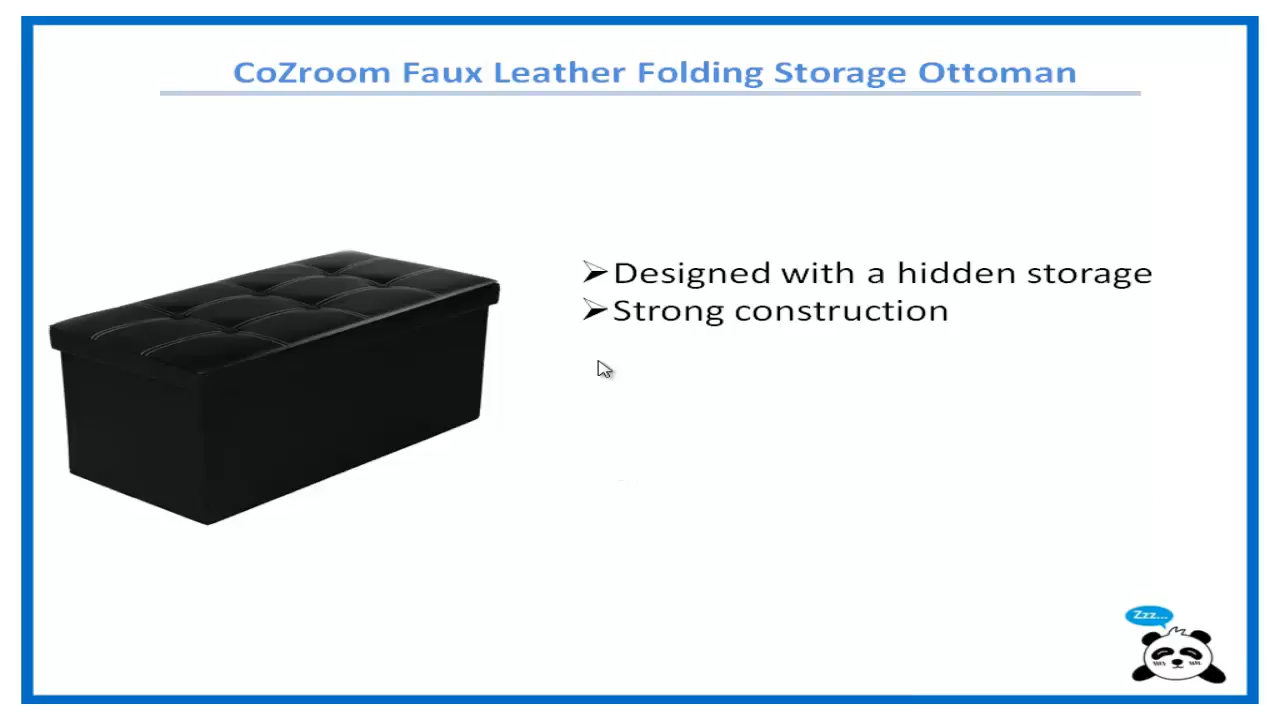 CoZroom Faux Leather Folding Storage Ottoman
Designed with a hidden storage
Strong construction
Zzz...